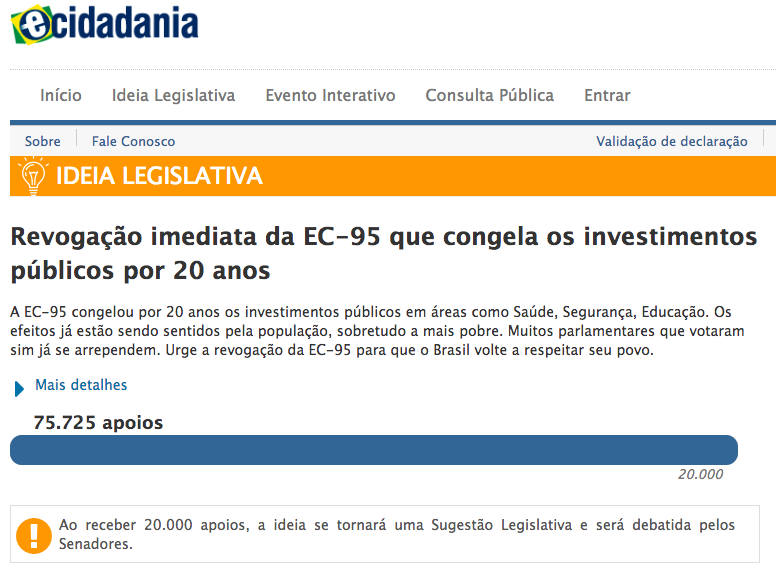 ecidadania
Início Ideia Legislativa Evento Interativo Consulta Pública Entrar
Sobre Fale Conosco Validação de declaração
IDEIA LEGISLATIVA
Revogação imediata da EC-95 que congela os investimentos
públicos por 20 anos
A EC-95 congelou por 20 anos os investimentos públicos em áreas como Saúde, Segurança, Educação. Os
efeitos já estão sendo sentidos pela população, sobretudo a mais pobre. Muitos parlamentares que votaram
sim já se arrependem. Urge a revogação da EC-95 para que o Brasil volte a respeitar seu povo.
Mais detalhes
75.725 apoios
20.000
Ao receber 20.000 apoios, a ideia se tornará uma Sugestão Legislativa e será debatida pelos
Senadores.